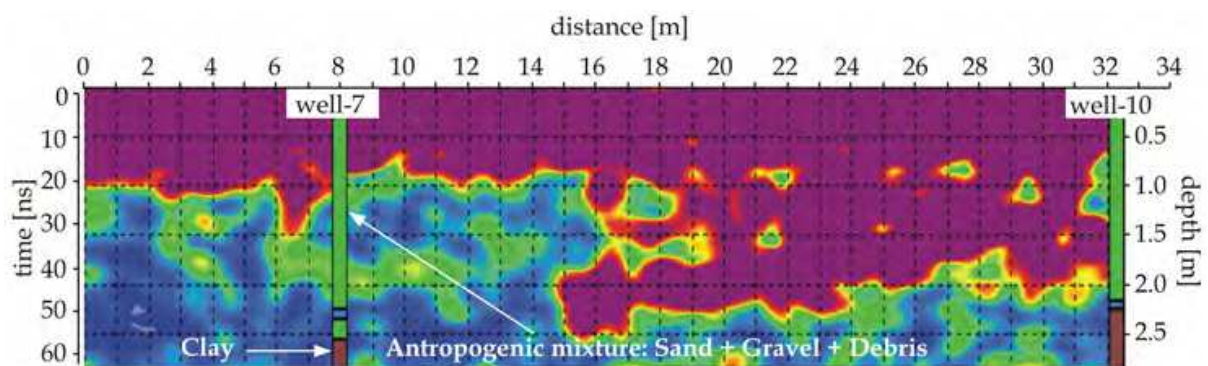 distance [m]
0 2 4 6 8 10 12 14 16 18 20 22 24 26 28 30 32 34
well-7 well-10
time [ns]
0
10
20
30
40
50
60
0.5
1.0
1.5
2.0
2.5
depth [m]
Clay
Antropogenic mixture: Sand + Gravel + Debris